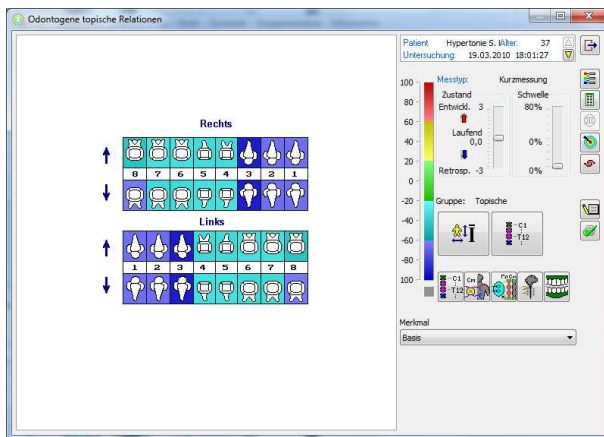 Odontogene topische Relationen
Patient Hypertonie S. I Alter: 37
Untersuchung: 19.03.2010 18:01:27
Messtyp: Kurzmessung
Zustand Schwelle
Entwickl. 3 80%
Laufend
0,0 0%
Retrosp. -3 0%
Gruppe: Topische
100
80
60
40
20
0
-20
-40
-60
-80
100
Rechts
8 7 6 5 4 3 2 1
Links
1 2 3 4 5 6 7 8
C1
T12
C1
T12
Cm
Merkmal
Basis